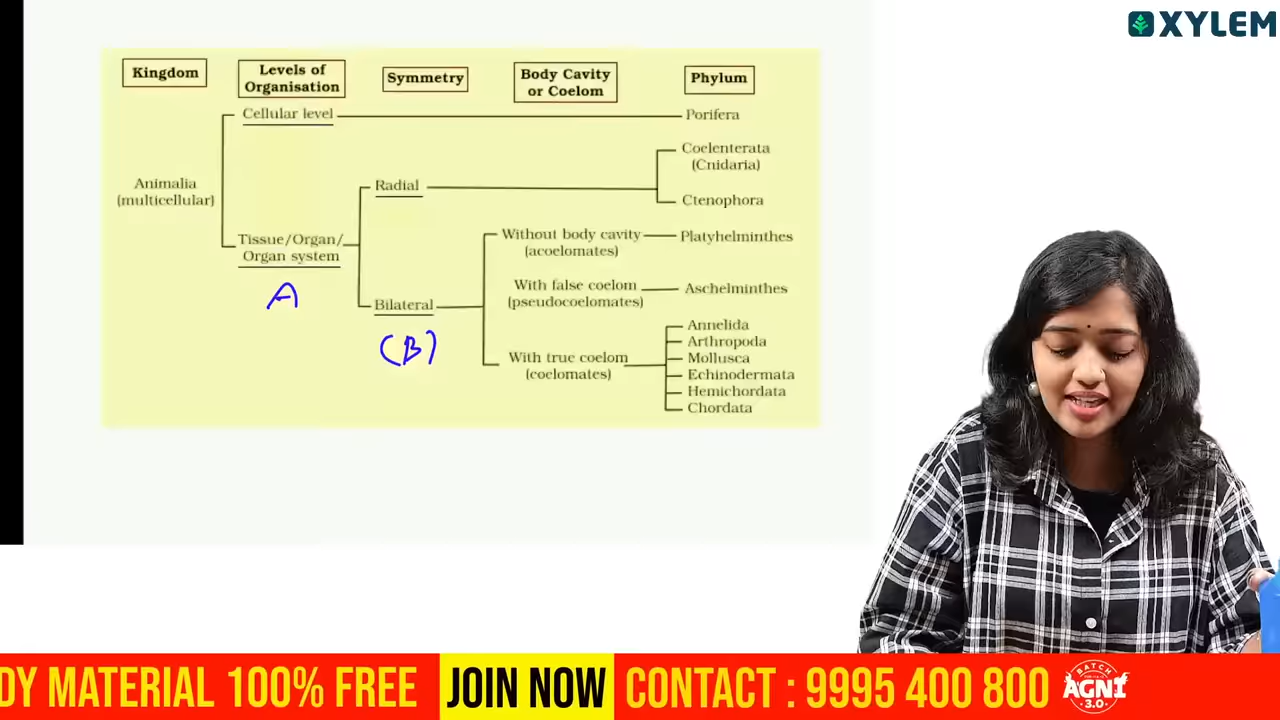 XYLEM
Kingdom
Levels of
Organisation
Symmetry
Body Cavity
or Coelom
Phylum
Cellular level
Porifera
Coelenterata
(Cnidaria)
Animalia
(multicellular)
Radial
Ctenophora
Tissue/Organ/
Organ system
Without body cavity
(acoelomates)
Platyhelminthes
A
With false coelom
(pseudocoelomates)
Aschelminthes
Bilateral
(B)
With true coelom
(coelomates)
Annelida
Arthropoda
Mollusca
Echinodermata
Hemichordata
Chordata
DY MATERIAL 100% FREE
JOIN NOW
CONTACT : 9995 400 800
BATCH
AGNI
3.0